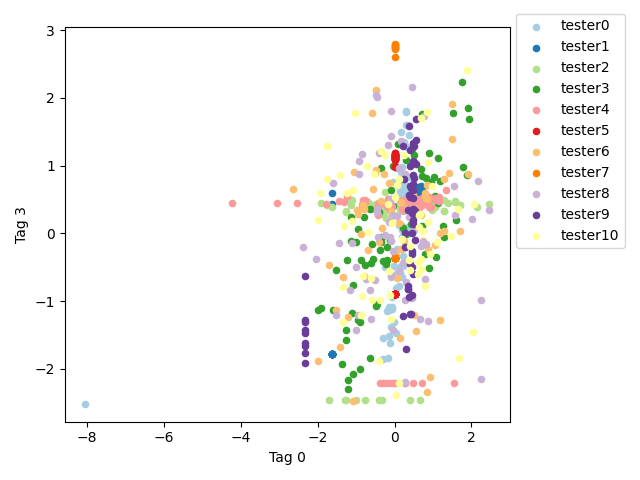 tester0
tester1
tester2
tester3
tester4
tester5
tester6
tester7
tester8
tester9
tester10
3
2
1
0
−1
−2
Tag 3
−8
−6
−4
−2
0
2
Tag 0